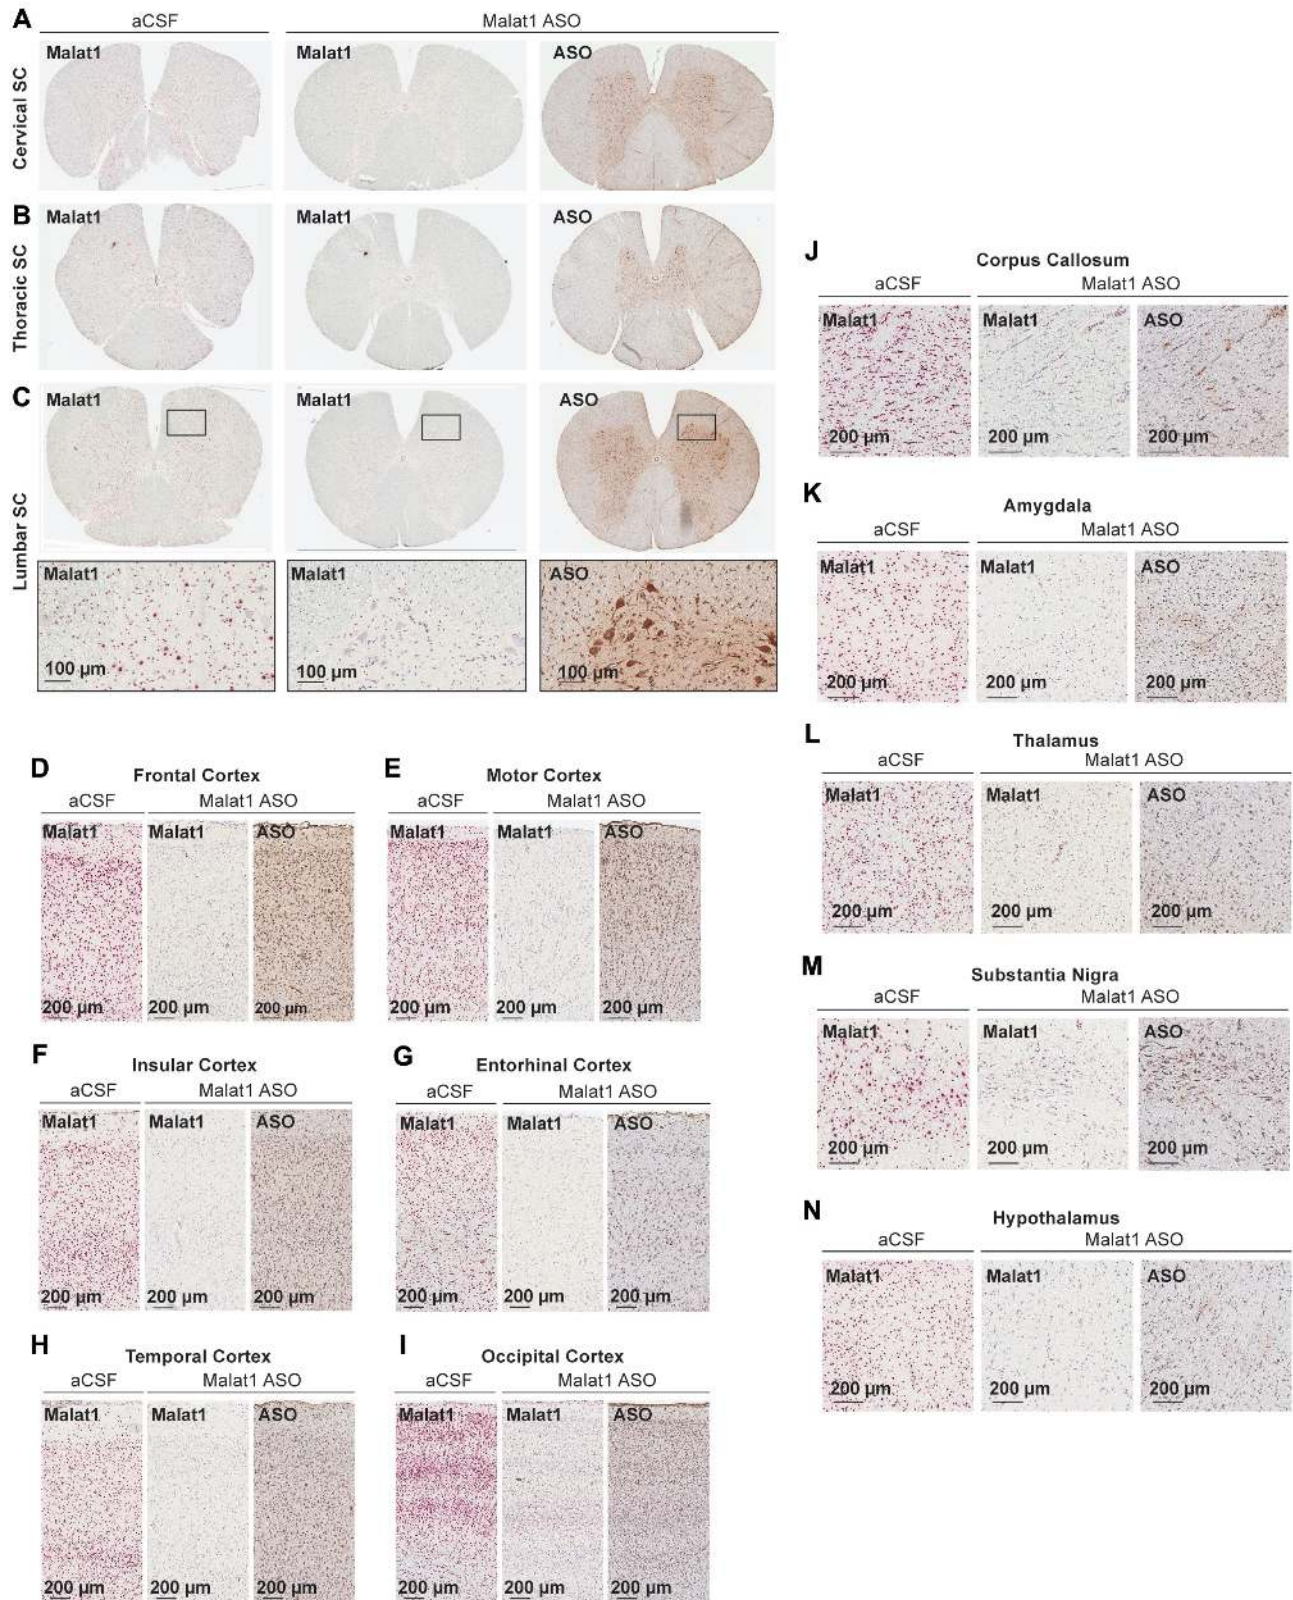 A
aCSF
Malat1 ASO
Cervical SC
Malat1
Malat1
ASO
B
Thoracic SC
Malat1
Malat1
ASO
C
Lumbar SC
Malat1
Malat1
ASO
Malat1
100 µm
Malat1
100 µm
ASO
100 µm
D
Frontal Cortex
aCSF
Malat1 ASO
Malat1
Malat1
ASO
200 µm
200 µm
200 µm
E
Motor Cortex
aCSF
Malat1 ASO
Malat1
Malat1
ASO
200 µm
200 µm
200 µm
F
Insular Cortex
aCSF
Malat1 ASO
Malat1
Malat1
ASO
200 µm
200 µm
200 µm
G
Entorhinal Cortex
aCSF
Malat1 ASO
Malat1
Malat1
ASO
200 µm
200 µm
200 µm
H
Temporal Cortex
aCSF
Malat1 ASO
Malat1
Malat1
ASO
200 µm
200 µm
200 µm
I
Occipital Cortex
aCSF
Malat1 ASO
Malat1
Malat1
ASO
200 µm
200 µm
200 µm
J
Corpus Callosum
aCSF
Malat1 ASO
Malat1
Malat1
ASO
200 µm
200 µm
200 µm
K
Amygdala
aCSF
Malat1 ASO
Malat1
Malat1
ASO
200 µm
200 µm
200 µm
L
Thalamus
aCSF
Malat1 ASO
Malat1
Malat1
ASO
200 µm
200 µm
200 µm
M
Substantia Nigra
aCSF
Malat1 ASO
Malat1
Malat1
ASO
200 µm
200 µm
200 µm
N
Hypothalamus
aCSF
Malat1 ASO
Malat1
Malat1
ASO
200 µm
200 µm
200 µm